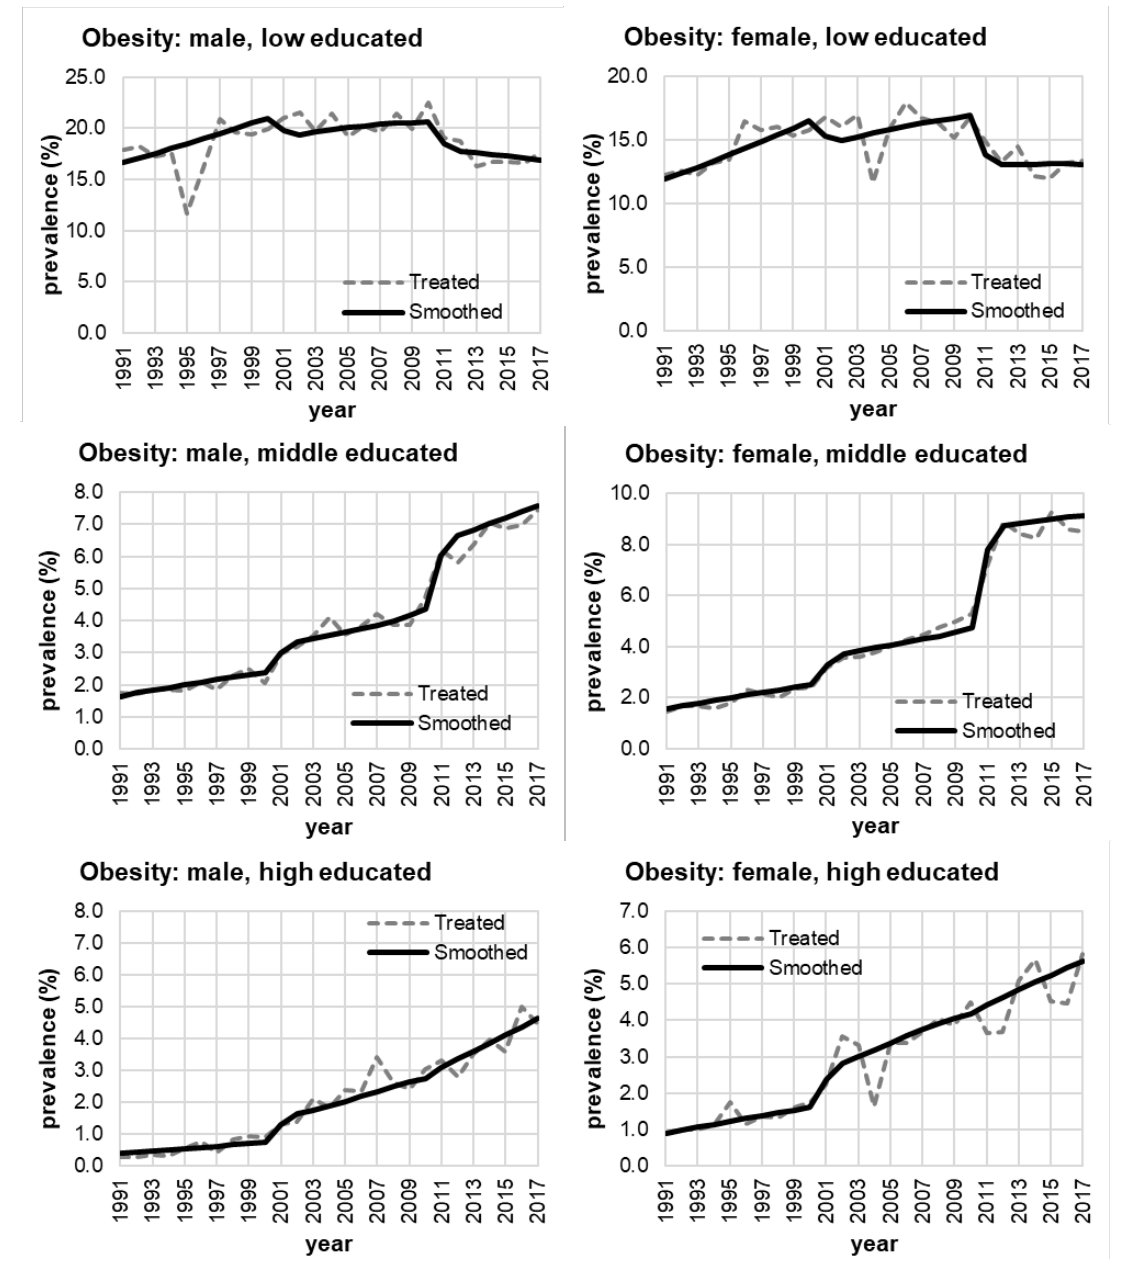 Obesity: male, low educated
25.0
20.0
15.0
10.0
5.0
0.0
prevalence (%)
Treated
Smoothed
1991 1993 1995 1997 1999 2001 2003 2005 2007 2009 2011 2013 2015 2017
year
Obesity: female, low educated
20.0
15.0
10.0
5.0
0.0
prevalence (%)
Treated
Smoothed
1991 1993 1995 1997 1999 2001 2003 2005 2007 2009 2011 2013 2015 2017
year
Obesity: male, middle educated
8.0
7.0
6.0
5.0
4.0
3.0
2.0
1.0
0.0
prevalence (%)
Treated
Smoothed
1991 1993 1995 1997 1999 2001 2003 2005 2007 2009 2011 2013 2015 2017
year
Obesity: female, middle educated
10.0
8.0
6.0
4.0
2.0
0.0
prevalence (%)
Treated
Smoothed
1991 1993 1995 1997 1999 2001 2003 2005 2007 2009 2011 2013 2015 2017
year
Obesity: male, high educated
8.0
7.0
6.0
5.0
4.0
3.0
2.0
1.0
0.0
prevalence (%)
Treated
Smoothed
1991 1993 1995 1997 1999 2001 2003 2005 2007 2009 2011 2013 2015 2017
year
Obesity: female, high educated
7.0
6.0
5.0
4.0
3.0
2.0
1.0
0.0
prevalence (%)
Treated
Smoothed
1991 1993 1995 1997 1999 2001 2003 2005 2007 2009 2011 2013 2015 2017
year